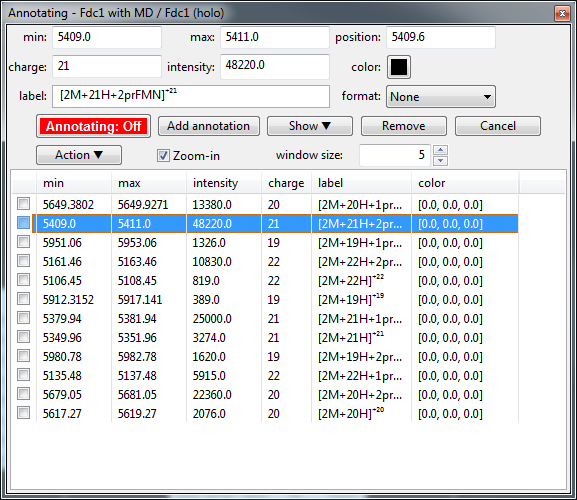 Annotating - Fdc1 with MD / Fdc1 (holo)
min: 5409.0 max: 5411.0 position: 5409.6
charge: 21 intensity: 48220.0 color:
label: [2M+21H+2prFMN]⁺²¹ format: None
Annotating: Off Add annotation Show ▼ Remove Cancel
Action ▼ Zoom-in window size: 5
min max intensity charge label color
5649.3802 5649.9271 13380.0 20 [2M+20H+1pr... [0.0, 0.0, 0.0]
5409.0 5411.0 48220.0 21 [2M+21H+2pr... [0.0, 0.0, 0.0]
5951.06 5953.06 1326.0 19 [2M+19H+1pr... [0.0, 0.0, 0.0]
5161.46 5163.46 10830.0 22 [2M+22H+2pr... [0.0, 0.0, 0.0]
5106.45 5108.45 819.0 22 [2M+22H]⁺²² [0.0, 0.0, 0.0]
5912.3152 5917.141 389.0 19 [2M+19H]⁺¹⁹ [0.0, 0.0, 0.0]
5379.94 5381.94 25000.0 21 [2M+21H+1pr... [0.0, 0.0, 0.0]
5349.96 5351.96 3274.0 21 [2M+21H]⁺²¹ [0.0, 0.0, 0.0]
5980.78 5982.78 1620.0 19 [2M+19H+2pr... [0.0, 0.0, 0.0]
5135.48 5137.48 5915.0 22 [2M+22H+1pr... [0.0, 0.0, 0.0]
5679.05 5681.05 22360.0 20 [2M+20H+2pr... [0.0, 0.0, 0.0]
5617.27 5619.27 2076.0 20 [2M+20H]⁺²⁰ [0.0, 0.0, 0.0]